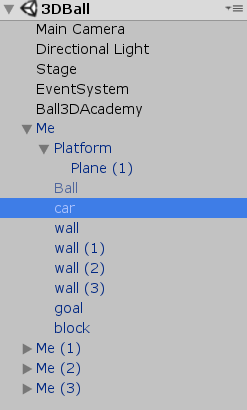 3DBall
Main Camera
Directional Light
Stage
EventSystem
Ball3DAcademy
Me
Platform
Plane (1)
Ball
car
wall
wall (1)
wall (2)
wall (3)
goal
block
Me (1)
Me (2)
Me (3)